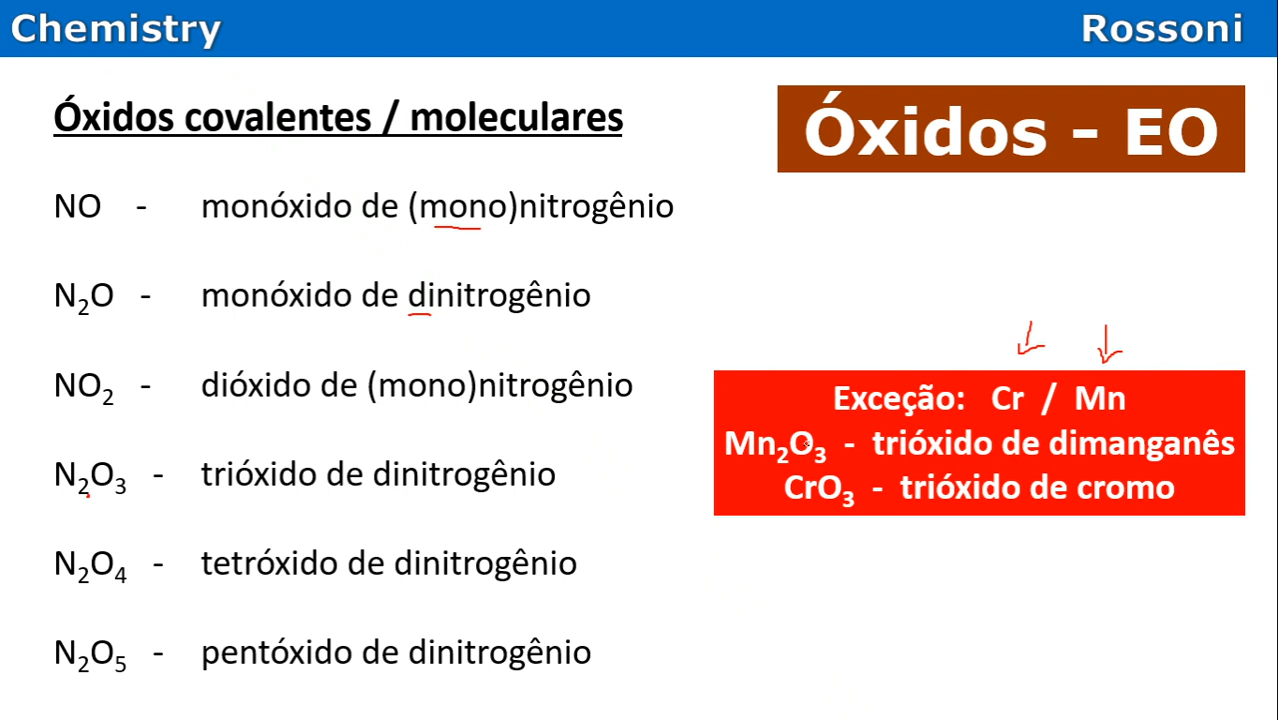 Chemistry
Rossoni
Óxidos covalentes / moleculares
Óxidos - EO
NO - monóxido de (mono)nitrogênio
N₂O - monóxido de dinitrogênio
NO₂ - dióxido de (mono)nitrogênio
N₂O₃ - trióxido de dinitrogênio
N₂O₄ - tetróxido de dinitrogênio
N₂O₅ - pentóxido de dinitrogênio
Exceção: Cr / Mn
Mn₂O₃ - trióxido de dimanganês
CrO₃ - trióxido de cromo